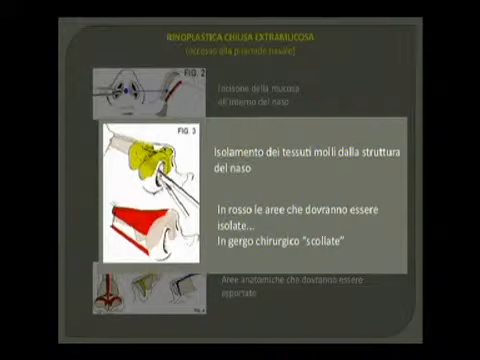 RINOPLASTICA CHIUSA EXTRAMUCOSA
(accesso alla piramide nasale)
FIG. 2
Incisione della mucosa
all'interno del naso
FIG. 3
Isolamento dei tessuti molli dalla struttura
del naso
In rosso le aree che dovranno essere
isolate...
In gergo chirurgico "scollate"
Aree anatomiche che dovranno essere
asportate